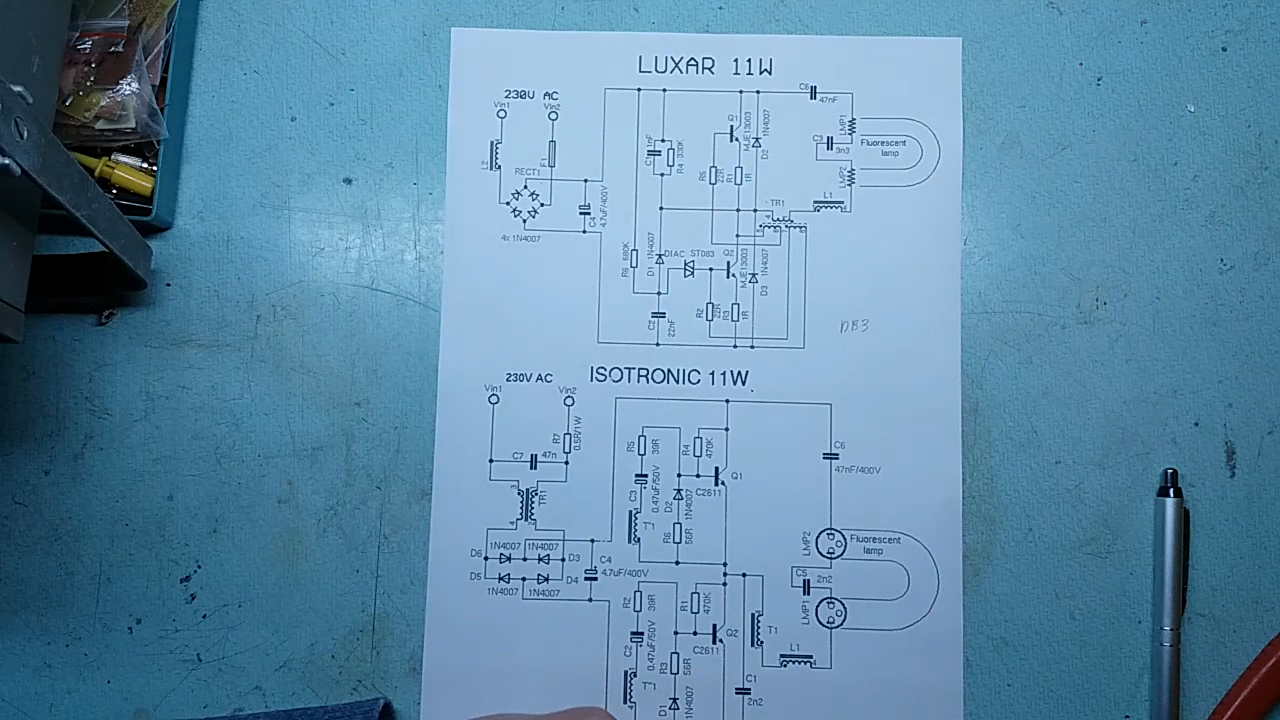 LUXAR 11W
230V AC
Vin1
Vin2
L2
F1
RECT1
4x 1N4007
C4
4.7uF/400V
C1
1nF
R4
330K
R6
680K
D1
1N4007
DIAC
ST083
C2
22nF
Q1
MJE13003
1N4007
D2
R5
22R
R1
1R
TR1
Q2
MJE13003
1N4007
D3
R2
22R
R3
1R
C6
47nF
C3
3n3
LMP1
LMP2
Fluorescent
lamp
L1
DB3
ISOTRONIC 11W
230V AC
Vin1
Vin2
R7
0.5R/1W
C7
47n
3
4
2
TR1
D6
1N4007
1N4007
D3
D5
D4
1N4007
1N4007
C4
4.7uF/400V
R5
39R
C3
0.47uF/50V
R4
470K
Q1
C2611
D2
1N4007
R6
56R
R2
39R
C2
0.47uF/50V
R1
470K
Q2
C2611
R3
56R
D1
1N4007
C1
2n2
T1
L1
C6
47nF/400V
LMP2
Fluorescent
lamp
C5
2n2
LMP1